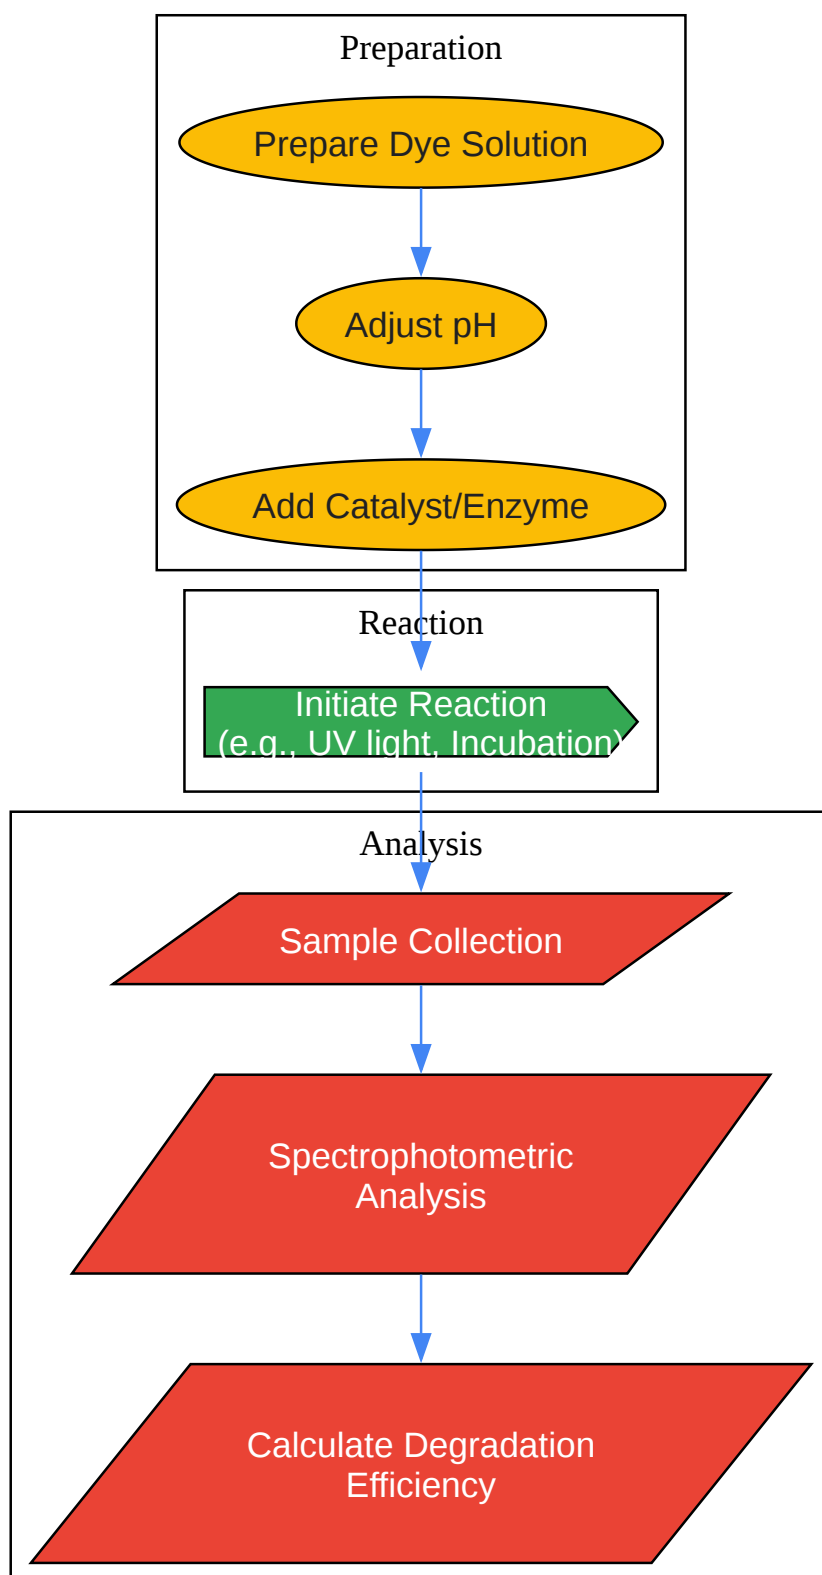 Preparation
Prepare Dye Solution
Adjust pH
Add Catalyst/Enzyme
Reaction
Initiate Reaction
(e.g., UV light, Incubation)
Analysis
Sample Collection
Spectrophotometric
Analysis
Calculate Degradation
Efficiency